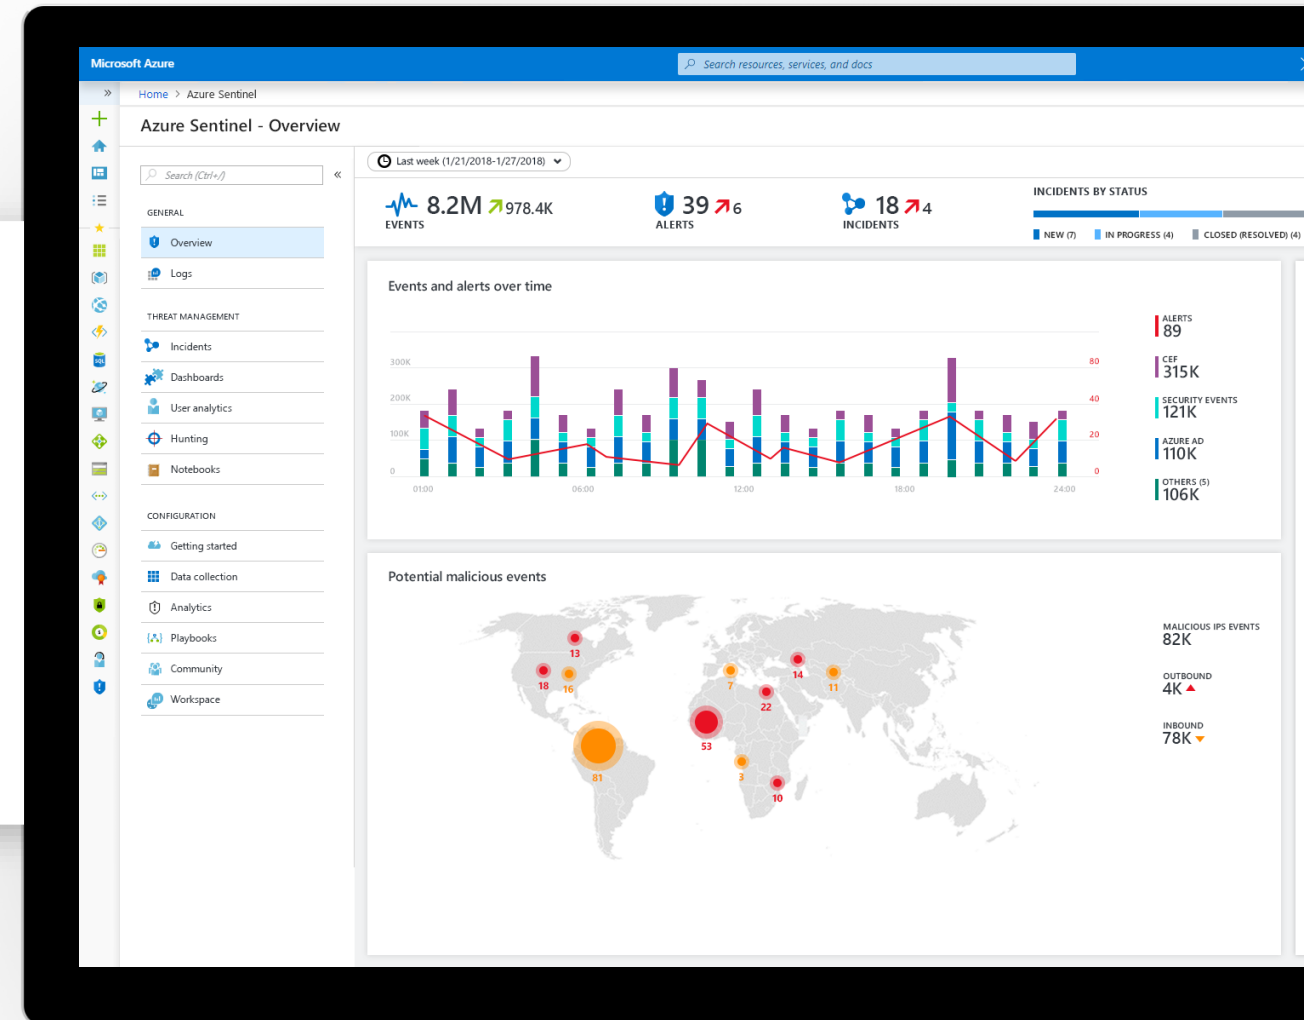 Microsoft Azure
Search resources, services, and docs
Home > Azure Sentinel
Azure Sentinel - Overview
Search (Ctrl+/)
«
GENERAL
Overview
Logs
THREAT MANAGEMENT
Incidents
Dashboards
User analytics
Hunting
Notebooks
CONFIGURATION
Getting started
Data collection
Analytics
Playbooks
Community
Workspace
Last week (1/21/2018-1/27/2018)
8.2M 978.4K
EVENTS
39 6
ALERTS
18 4
INCIDENTS
INCIDENTS BY STATUS
NEW (7) IN PROGRESS (4) CLOSED (RESOLVED) (4)
Events and alerts over time
300K
200K
100K
0
80
40
20
0
01:00 06:00 12:00 18:00 24:00
ALERTS
89
CEF
315K
SECURITY EVENTS
121K
AZURE AD
110K
OTHERS (5)
106K
Potential malicious events
13
18
16
7
14
11
22
53
81
3
10
MALICIOUS IPS EVENTS
82K
OUTBOUND
4K
INBOUND
78K